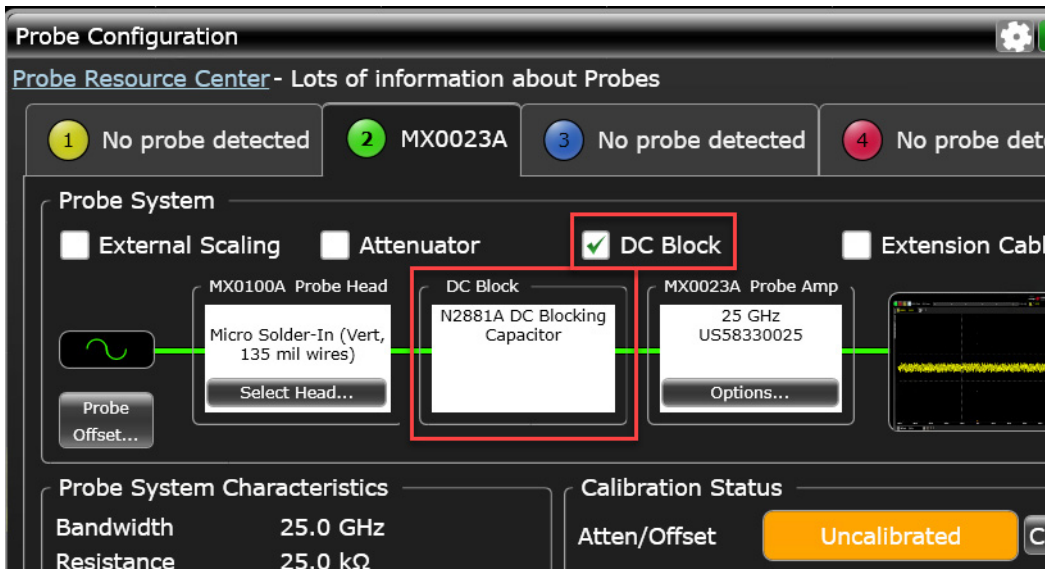 Probe Configuration
Probe Resource Center - Lots of information about Probes
1 No probe detected
2 MX0023A
3 No probe detected
4 No probe det
Probe System
External Scaling
Attenuator
DC Block
Extension Cabl
MX0100A Probe Head
DC Block
MX0023A Probe Amp
Micro Solder-In (Vert,
135 mil wires)
Select Head...
N2881A DC Blocking
Capacitor
25 GHz
US58330025
Options...
Probe
Offset...
Probe System Characteristics
Bandwidth 25.0 GHz
Resistance 25.0 kΩ
Calibration Status
Atten/Offset Uncalibrated C